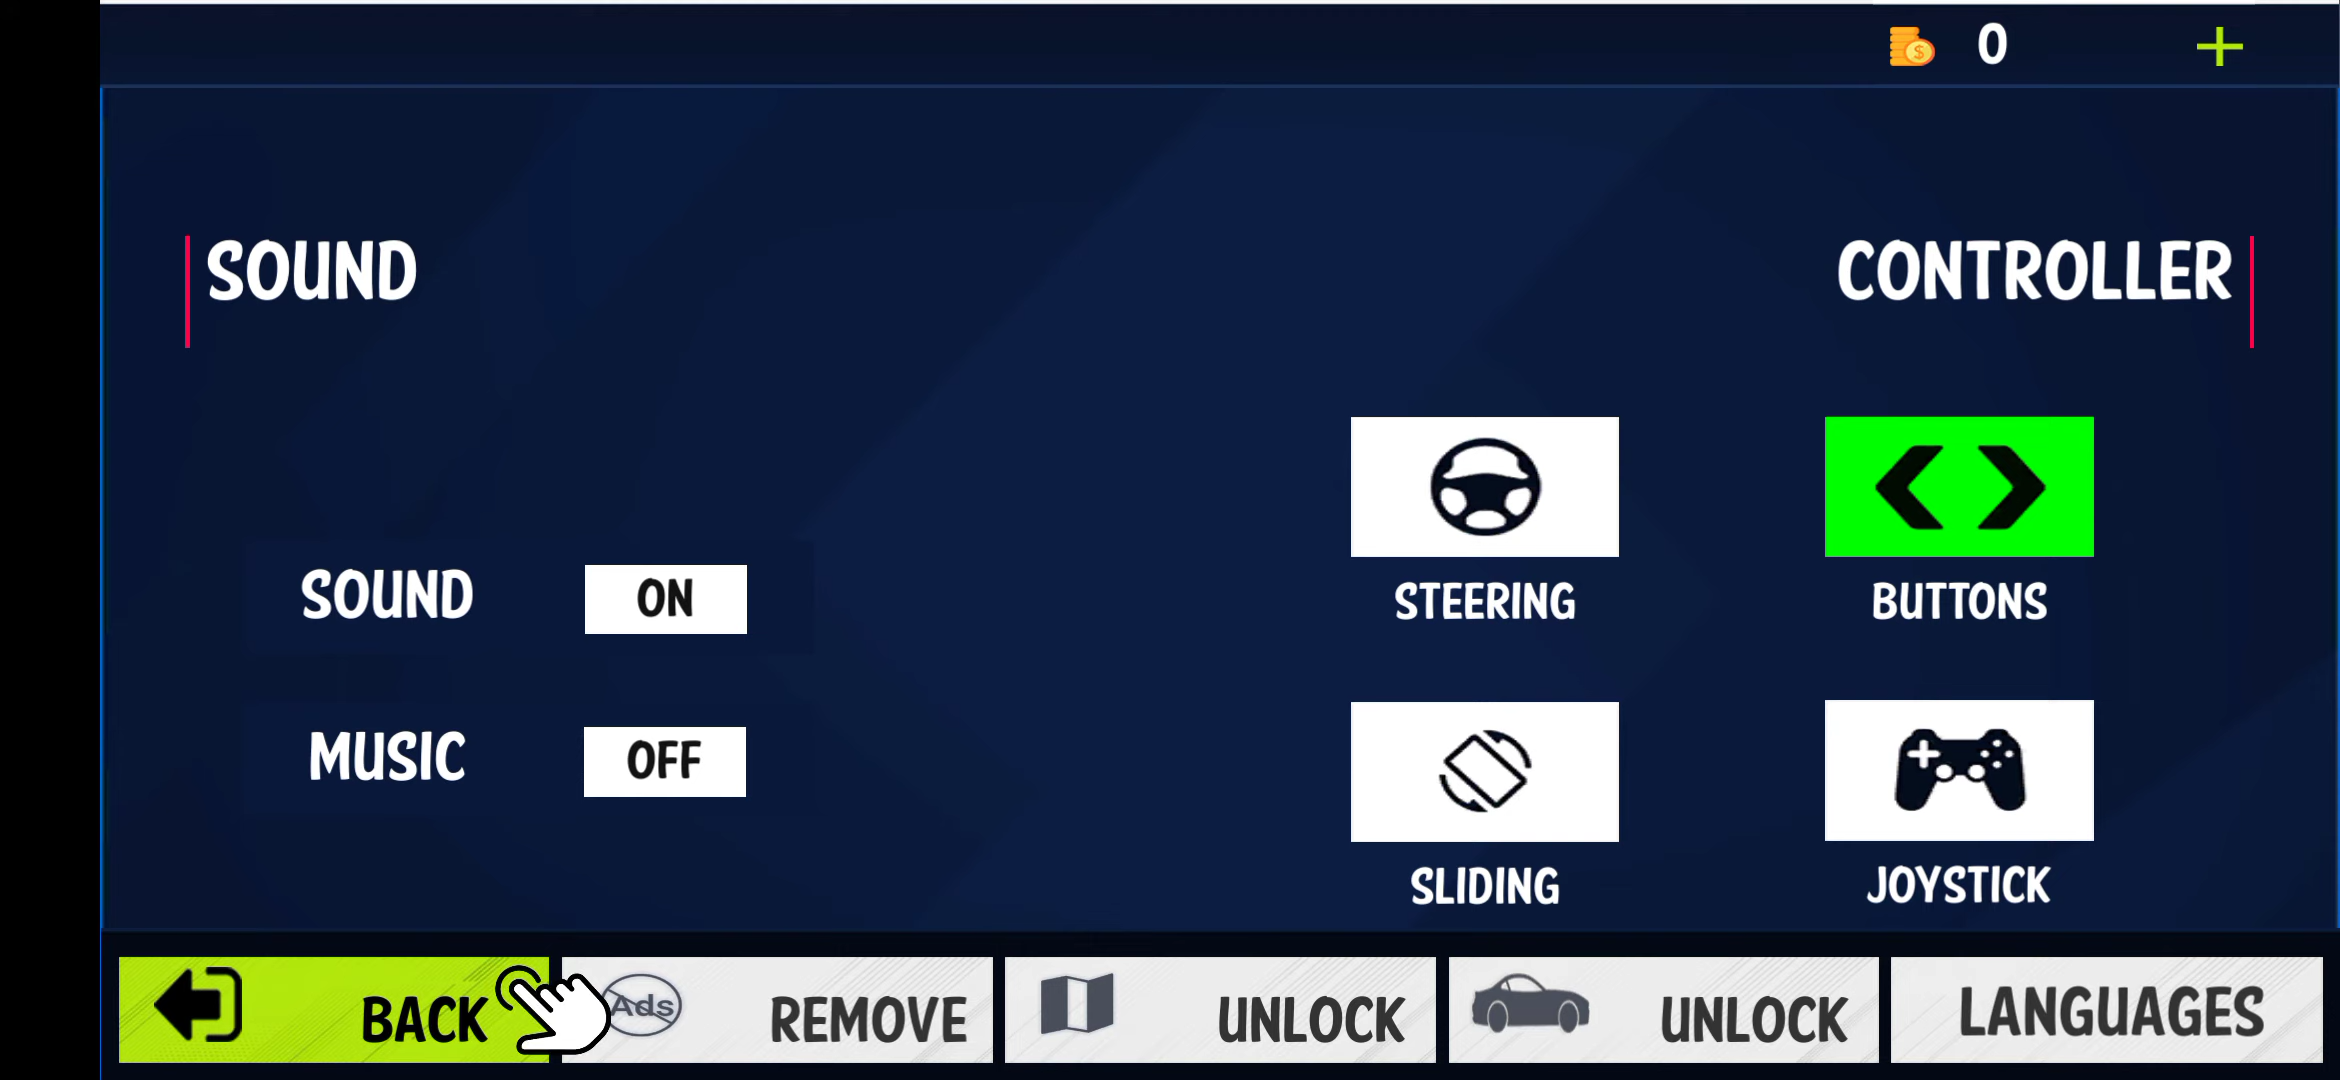 0 +
SOUND
CONTROLLER
STEERING
BUTTONS
SOUND ON
MUSIC OFF
SLIDING
JOYSTICK
BACK
Ads REMOVE
UNLOCK
UNLOCK
LANGUAGES